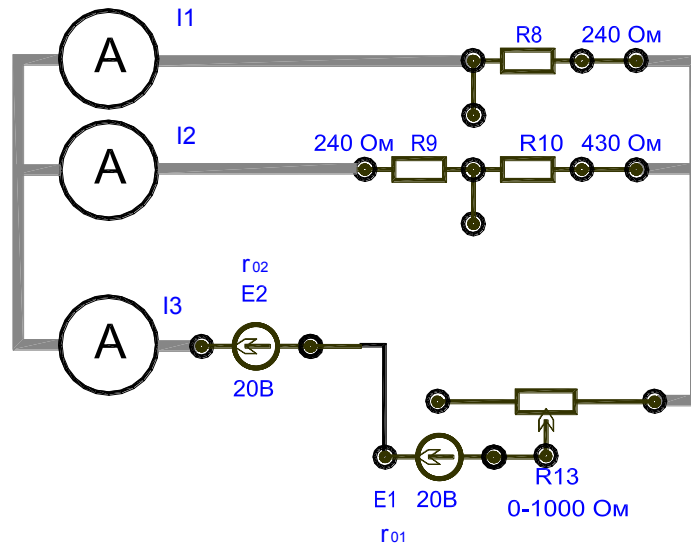 I1
A
R8 240 Ом
I2
A
240 Ом R9 R10 430 Ом
r02
E2
I3
A
20В
R13
E1 20В
0-1000 Ом
r01